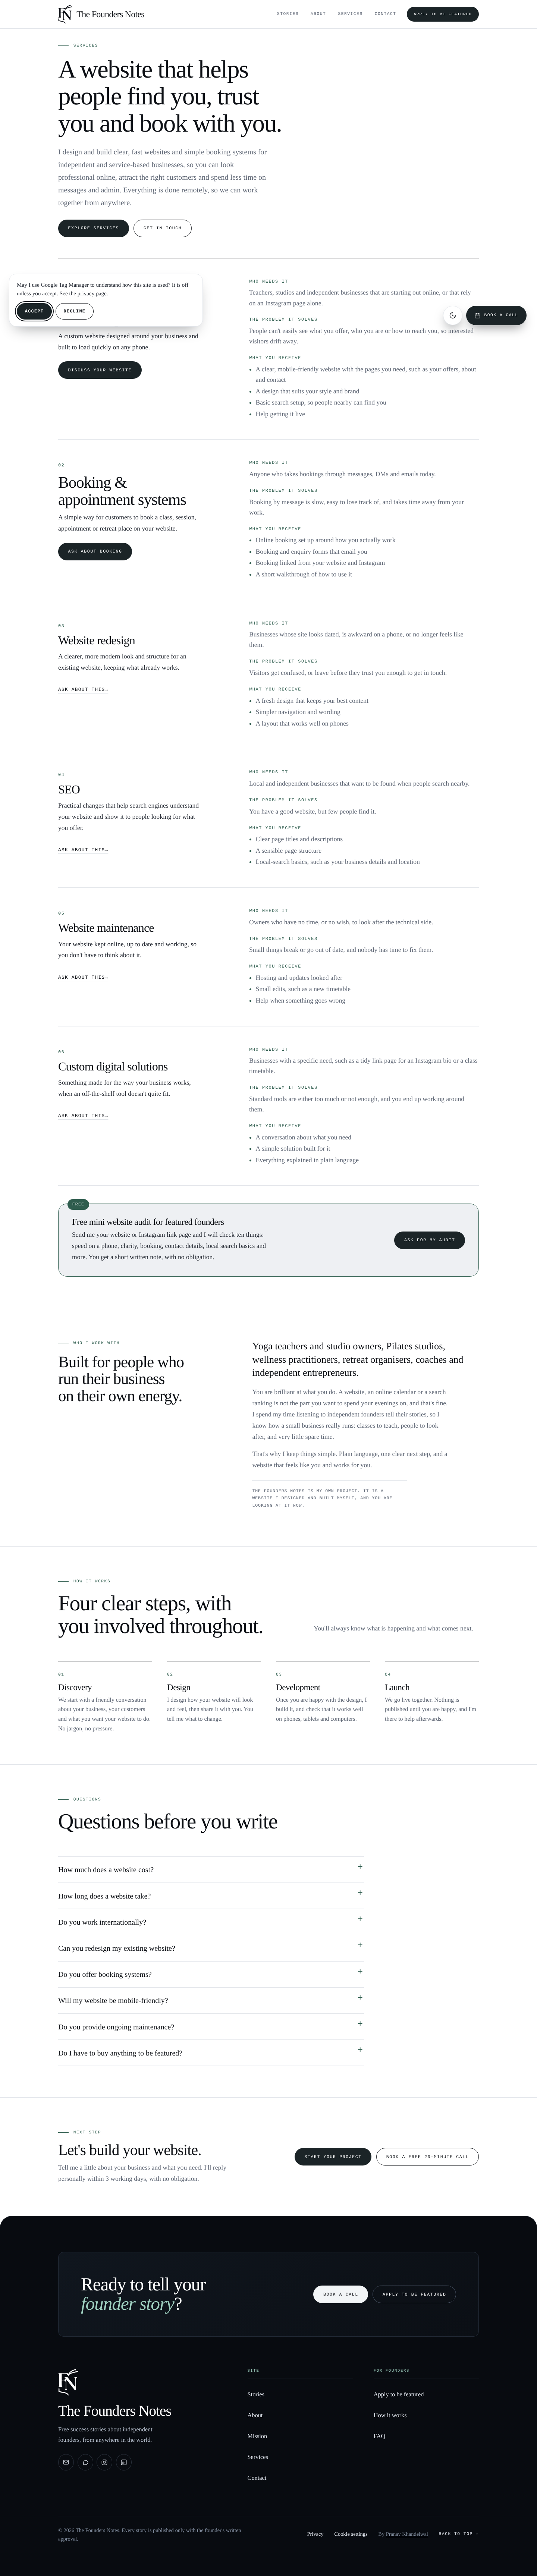 The Founders Notes
STORIES
ABOUT
SERVICES
CONTACT
APPLY TO BE FEATURED
SERVICES
A website that helps
people find you, trust
you and book with you.
I design and build clear, fast websites and simple booking systems for
independent and service-based businesses, so you can look
professional online, attract the right customers and spend less time on
messages and admin. Everything is done remotely, so we can work
together from anywhere.
EXPLORE SERVICES
GET IN TOUCH
May I use Google Tag Manager to understand how this site is used? It is off
unless you accept. See the privacy page.
ACCEPT
DECLINE
BOOK A CALL
A custom website designed around your business and
built to load quickly on any phone.
DISCUSS YOUR WEBSITE
WHO NEEDS IT
Teachers, studios and independent businesses that are starting out online, or that rely
on an Instagram page alone.
THE PROBLEM IT SOLVES
People can't easily see what you offer, who you are or how to reach you, so interested
visitors drift away.
WHAT YOU RECEIVE
A clear, mobile-friendly website with the pages you need, such as your offers, about
and contact
A design that suits your style and brand
Basic search setup, so people nearby can find you
Help getting it live
02
Booking &
appointment systems
A simple way for customers to book a class, session,
appointment or retreat place on your website.
ASK ABOUT BOOKING
WHO NEEDS IT
Anyone who takes bookings through messages, DMs and emails today.
THE PROBLEM IT SOLVES
Booking by message is slow, easy to lose track of, and takes time away from your
work.
WHAT YOU RECEIVE
Online booking set up around how you actually work
Booking and enquiry forms that email you
Booking linked from your website and Instagram
A short walkthrough of how to use it
03
Website redesign
A clearer, more modern look and structure for an
existing website, keeping what already works.
ASK ABOUT THIS→
WHO NEEDS IT
Businesses whose site looks dated, is awkward on a phone, or no longer feels like
them.
THE PROBLEM IT SOLVES
Visitors get confused, or leave before they trust you enough to get in touch.
WHAT YOU RECEIVE
A fresh design that keeps your best content
Simpler navigation and wording
A layout that works well on phones
04
SEO
Practical changes that help search engines understand
your website and show it to people looking for what
you offer.
ASK ABOUT THIS→
WHO NEEDS IT
Local and independent businesses that want to be found when people search nearby.
THE PROBLEM IT SOLVES
You have a good website, but few people find it.
WHAT YOU RECEIVE
Clear page titles and descriptions
A sensible page structure
Local-search basics, such as your business details and location
05
Website maintenance
Your website kept online, up to date and working, so
you don't have to think about it.
ASK ABOUT THIS→
WHO NEEDS IT
Owners who have no time, or no wish, to look after the technical side.
THE PROBLEM IT SOLVES
Small things break or go out of date, and nobody has time to fix them.
WHAT YOU RECEIVE
Hosting and updates looked after
Small edits, such as a new timetable
Help when something goes wrong
06
Custom digital solutions
Something made for the way your business works,
when an off-the-shelf tool doesn't quite fit.
ASK ABOUT THIS→
WHO NEEDS IT
Businesses with a specific need, such as a tidy link page for an Instagram bio or a class
timetable.
THE PROBLEM IT SOLVES
Standard tools are either too much or not enough, and you end up working around
them.
WHAT YOU RECEIVE
A conversation about what you need
A simple solution built for it
Everything explained in plain language
FREE
Free mini website audit for featured founders
Send me your website or Instagram link page and I will check ten things:
speed on a phone, clarity, booking, contact details, local search basics and
more. You get a short written note, with no obligation.
ASK FOR MY AUDIT
WHO I WORK WITH
Built for people who
run their business
on their own energy.
Yoga teachers and studio owners, Pilates studios,
wellness practitioners, retreat organisers, coaches and
independent entrepreneurs.
You are brilliant at what you do. A website, an online calendar or a search
ranking is not the part you want to spend your evenings on, and that's fine.
I spend my time listening to independent founders tell their stories, so I
know how a small business really runs: classes to teach, people to look
after, and very little spare time.
That's why I keep things simple. Plain language, one clear next step, and a
website that feels like you and works for you.
THE FOUNDERS NOTES IS MY OWN PROJECT. IT IS A
WEBSITE I DESIGNED AND BUILT MYSELF, AND YOU ARE
LOOKING AT IT NOW.
HOW IT WORKS
Four clear steps, with
you involved throughout.
You'll always know what is happening and what comes next.
01
Discovery
We start with a friendly conversation
about your business, your customers
and what you want your website to do.
No jargon, no pressure.
02
Design
I design how your website will look
and feel, then share it with you. You
tell me what to change.
03
Development
Once you are happy with the design, I
build it, and check that it works well
on phones, tablets and computers.
04
Launch
We go live together. Nothing is
published until you are happy, and I'm
there to help afterwards.
QUESTIONS
Questions before you write
How much does a website cost?
+
How long does a website take?
+
Do you work internationally?
+
Can you redesign my existing website?
+
Do you offer booking systems?
+
Will my website be mobile-friendly?
+
Do you provide ongoing maintenance?
+
Do I have to buy anything to be featured?
+
NEXT STEP
Let's build your website.
Tell me a little about your business and what you need. I'll reply
personally within 3 working days, with no obligation.
START YOUR PROJECT
BOOK A FREE 20-MINUTE CALL
Ready to tell your
founder story?
BOOK A CALL
APPLY TO BE FEATURED
The Founders Notes
Free success stories about independent
founders, from anywhere in the world.
SITE
Stories
About
Mission
Services
Contact
FOR FOUNDERS
Apply to be featured
How it works
FAQ
© 2026 The Founders Notes. Every story is published only with the founder's written
approval.
Privacy
Cookie settings
By Pranav Khandelwal
BACK TO TOP ↑